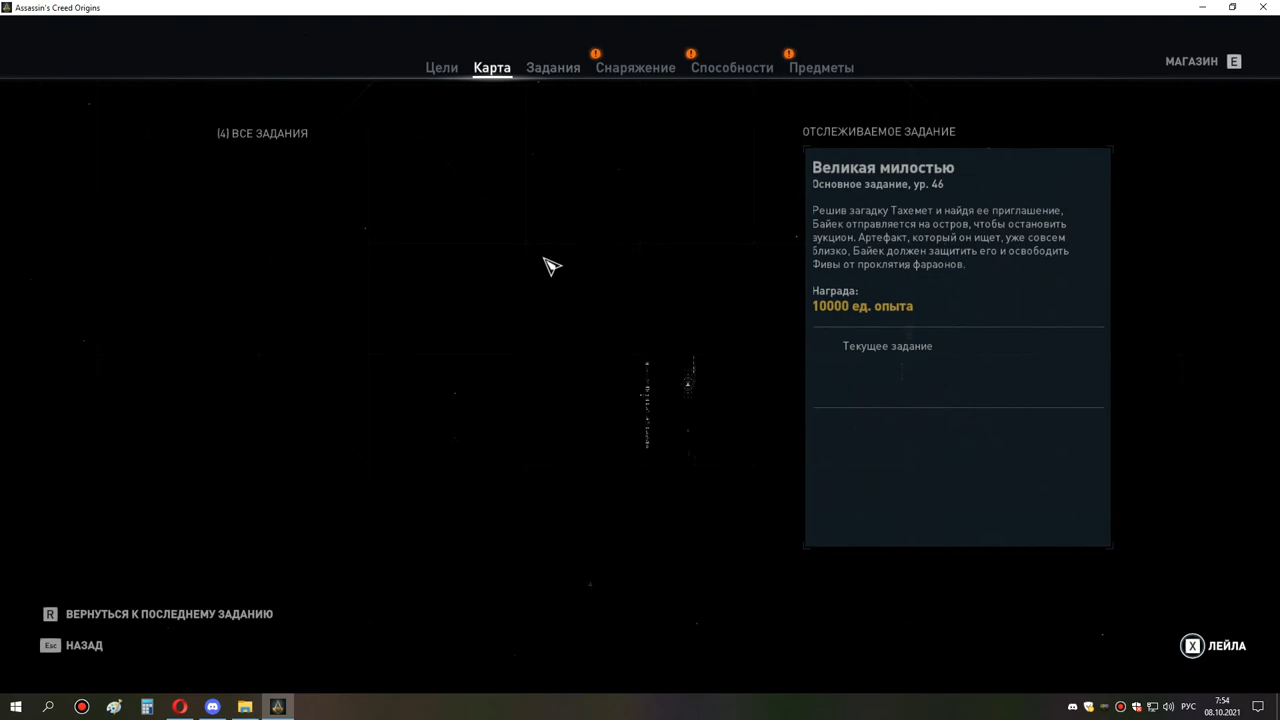 Assassin's Creed Origins
Цели Карта Задания Снаряжение Способности Предметы
МАГАЗИН E
(4) ВСЕ ЗАДАНИЯ
ОТСЛЕЖИВАЕМОЕ ЗАДАНИЕ
Великая милостью
Основное задание, ур. 46
Решив загадку Тахемет и найдя ее приглашение,
Байек отправляется на остров, чтобы остановить
аукцион. Артефакт, который он ищет, уже совсем
близко, Байек должен защитить его и освободить
Фивы от проклятия фараонов.
Награда:
10000 ед. опыта
Текущее задание
R ВЕРНУТЬСЯ К ПОСЛЕДНЕМУ ЗАДАНИЮ
Esc НАЗАД
X ЛЕЙЛА
РУС
7:54
08.10.2021